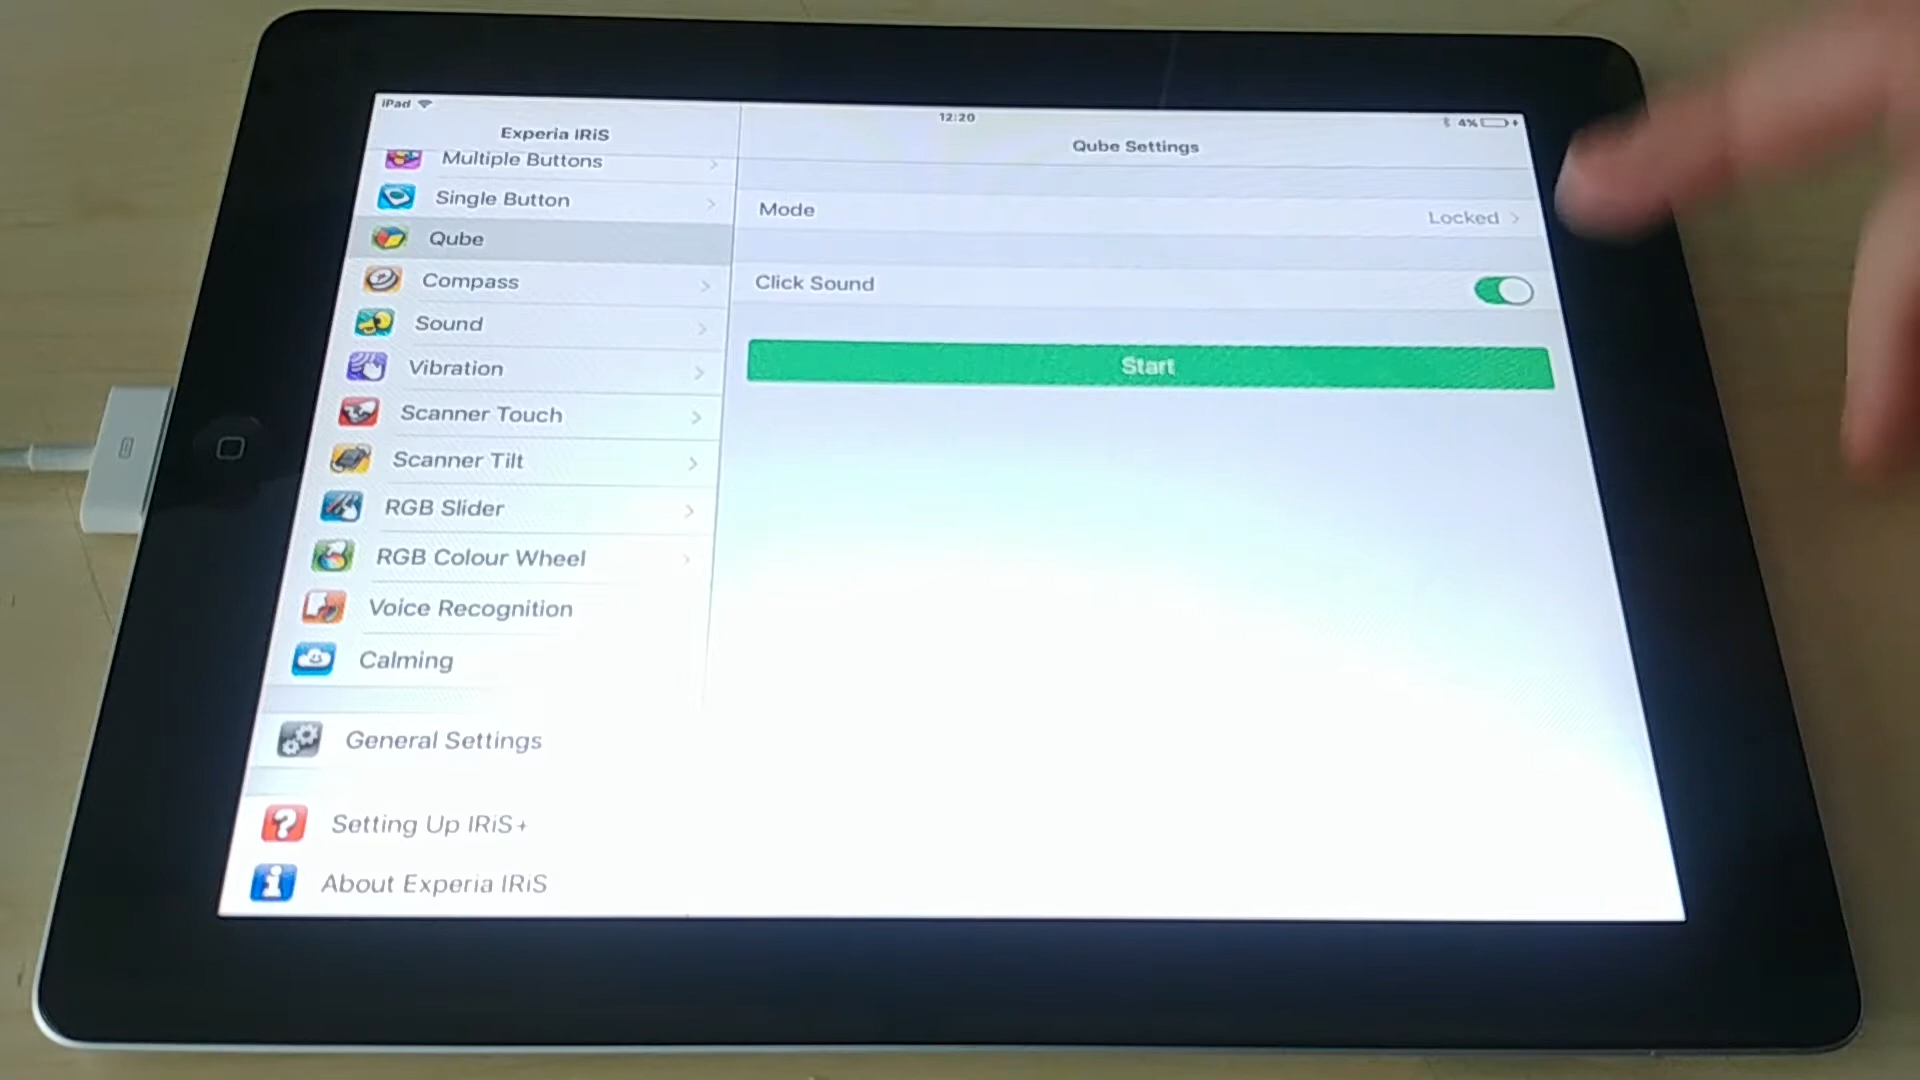 iPad
12:20
4%
Experia IRiS
Qube Settings
Multiple Buttons
Single Button
Qube
Compass
Sound
Vibration
Scanner Touch
Scanner Tilt
RGB Slider
RGB Colour Wheel
Voice Recognition
Calming
General Settings
Setting Up IRiS+
About Experia IRiS
Mode
Locked
Click Sound
Start